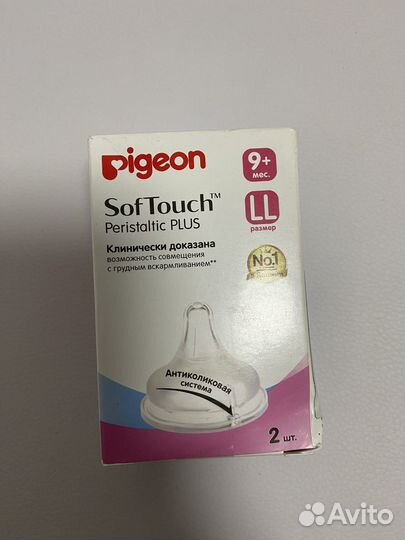 pigeon
9+
мес.
SofTouch™
Peristaltic PLUS
LL
размер
Клинически доказана
возможность совмещения
с грудным вскармливанием**
No.1
Антиколиковая
система
2 шт.
Avito